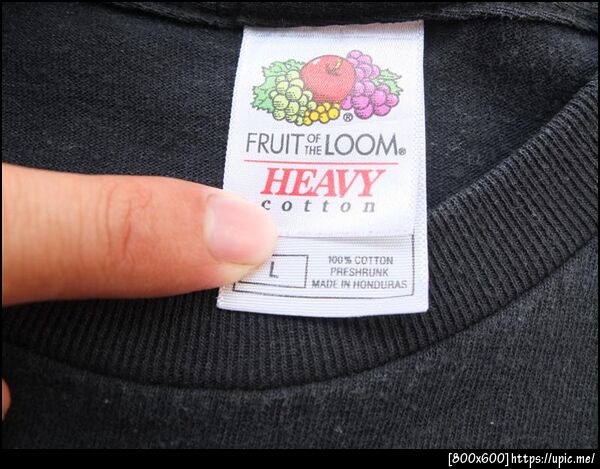 ®
FRUIT OF THE LOOM®
HEAVY
cotton
L
100% COTTON
PRESHRUNK
MADE IN HONDURAS
[800x600]https://upic.me/